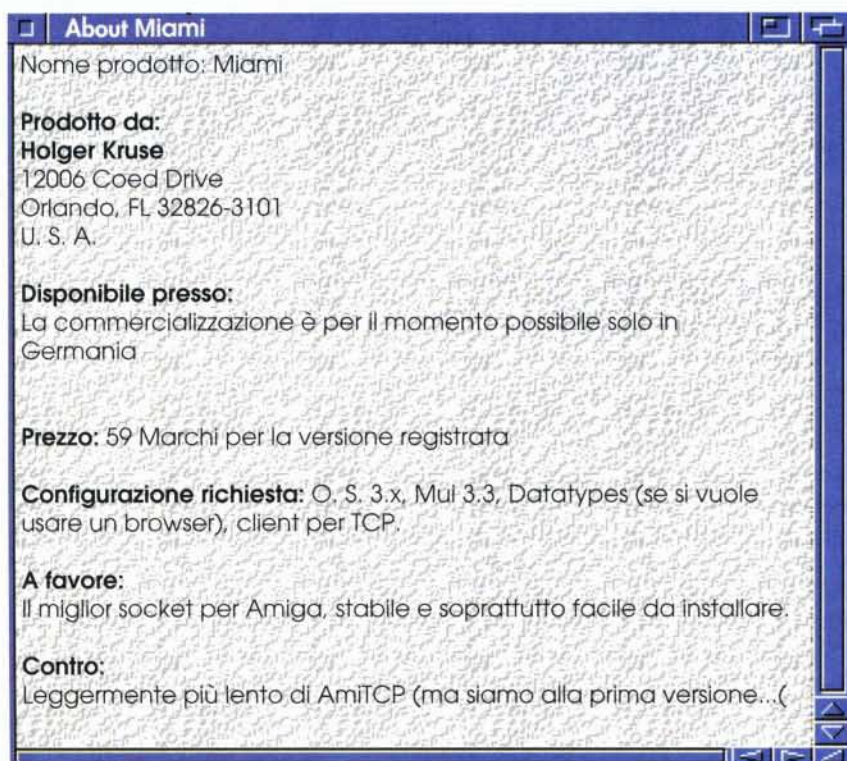 About Miami
Nome prodotto: Miami
Prodotto da:
Holger Kruse
12006 Coed Drive
Orlando, FL 32826-3101
U. S. A.
Disponibile presso:
La commercializzazione è per il momento possibile solo in
Germania
Prezzo: 59 Marchi per la versione registrata
Configurazione richiesta: O. S. 3.x, MuI 3.3, Datatypes (se si vuole
usare un browser), client per TCP.
A favore:
Il miglior socket per Amiga, stabile e soprattutto facile da installare.
Contro:
Leggermente più lento di AmiTCP (ma siamo alla prima versione...(